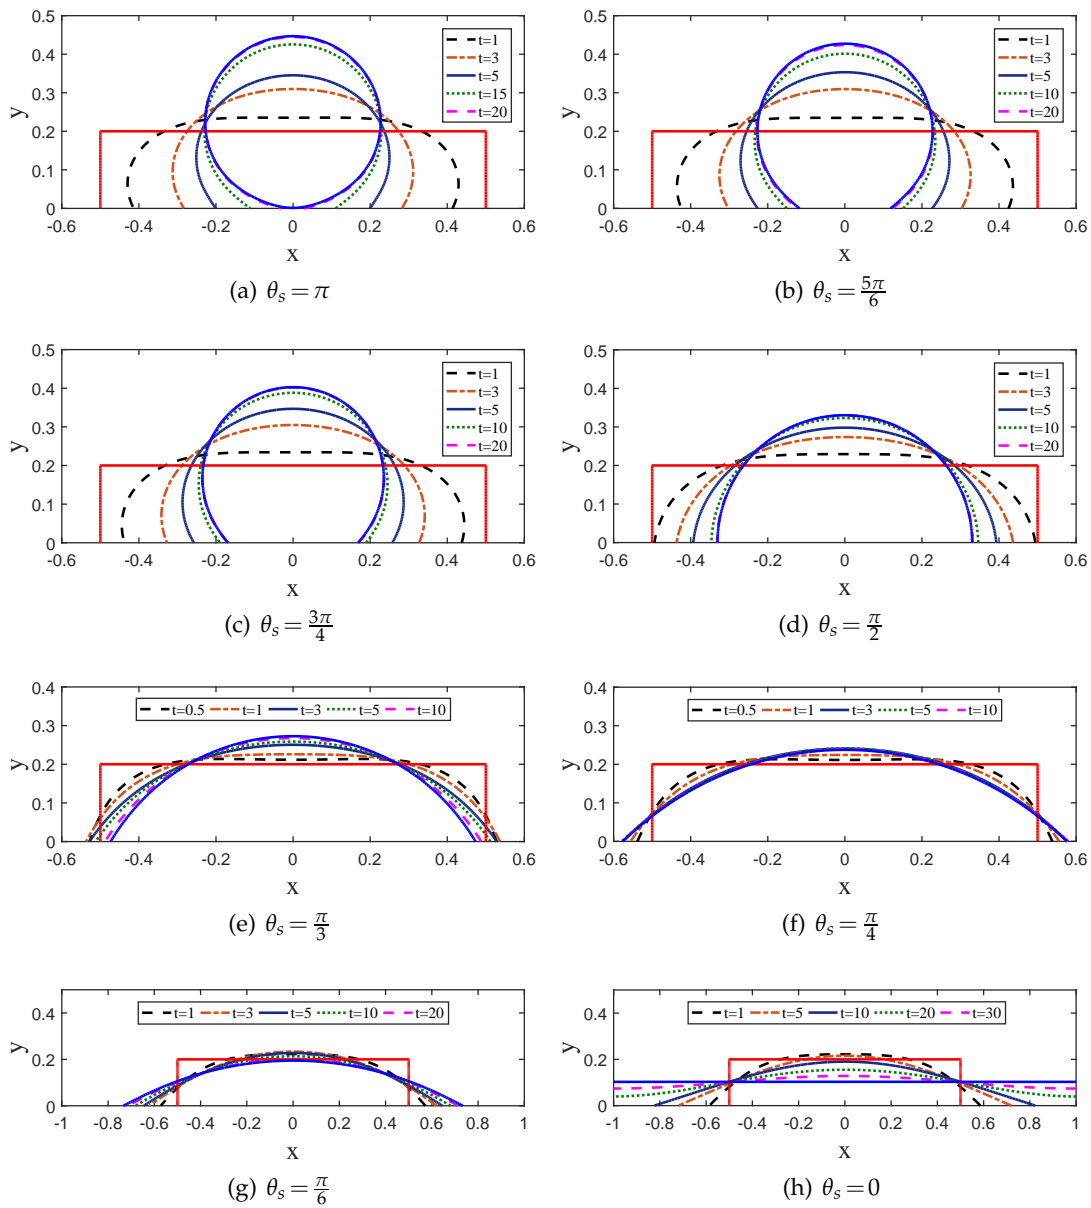 0.5
0.4
0.3
0.2
0.1
0
y
-0.6 -0.4 -0.2 0 0.2 0.4 0.6
x
t=1
t=3
t=5
t=15
t=20
(a) θ_s = π
0.5
0.4
0.3
0.2
0.1
0
y
-0.6 -0.4 -0.2 0 0.2 0.4 0.6
x
t=1
t=3
t=5
t=10
t=20
(b) θ_s = 5π/6
0.5
0.4
0.3
0.2
0.1
0
y
-0.6 -0.4 -0.2 0 0.2 0.4 0.6
x
t=1
t=3
t=5
t=10
t=20
(c) θ_s = 3π/4
0.5
0.4
0.3
0.2
0.1
0
y
-0.6 -0.4 -0.2 0 0.2 0.4 0.6
x
t=1
t=3
t=5
t=10
t=20
(d) θ_s = π/2
0.4
0.3
0.2
0.1
0
y
-0.6 -0.4 -0.2 0 0.2 0.4 0.6
x
t=0.5 t=1 t=3 t=5 t=10
(e) θ_s = π/3
0.4
0.3
0.2
0.1
0
y
-0.6 -0.4 -0.2 0 0.2 0.4 0.6
x
t=0.5 t=1 t=3 t=5 t=10
(f) θ_s = π/4
0.4
0.2
0
y
-1 -0.8 -0.6 -0.4 -0.2 0 0.2 0.4 0.6 0.8 1
x
t=1 t=3 t=5 t=10 t=20
(g) θ_s = π/6
0.4
0.2
0
y
-1 -0.8 -0.6 -0.4 -0.2 0 0.2 0.4 0.6 0.8 1
x
t=1 t=5 t=10 t=20 t=30
(h) θ_s = 0